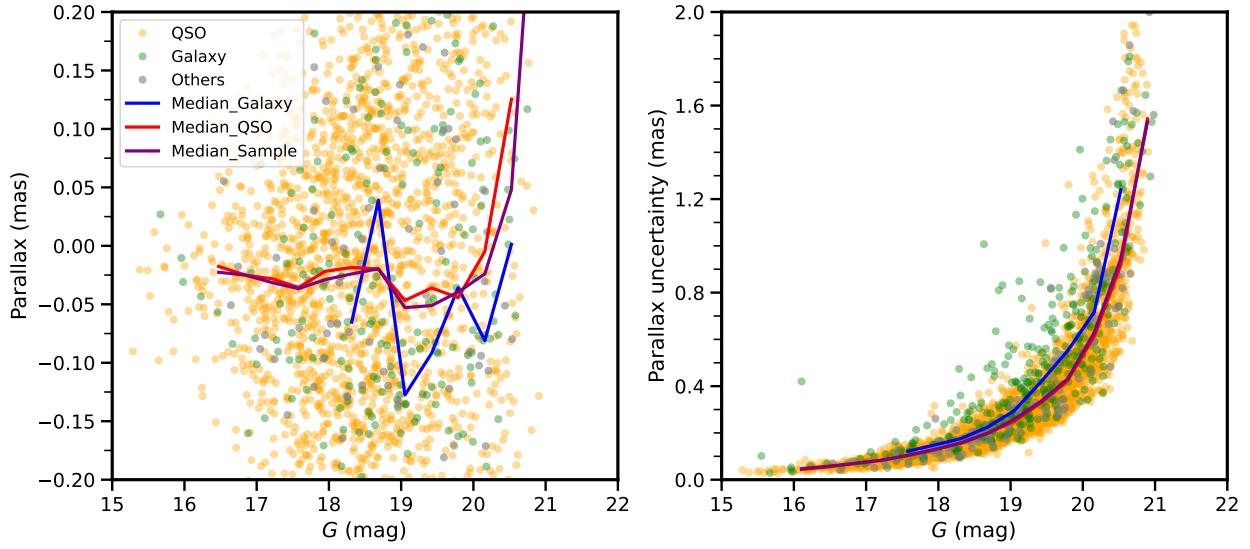 0.20
0.15
0.10
0.05
0.00
−0.05
−0.10
−0.15
−0.20
Parallax (mas)
QSO
Galaxy
Others
Median_Galaxy
Median_QSO
Median_Sample
15 16 17 18 19 20 21 22
G (mag)
2.0
1.6
1.2
0.8
0.4
0.0
Parallax uncertainty (mas)
15 16 17 18 19 20 21 22
G (mag)